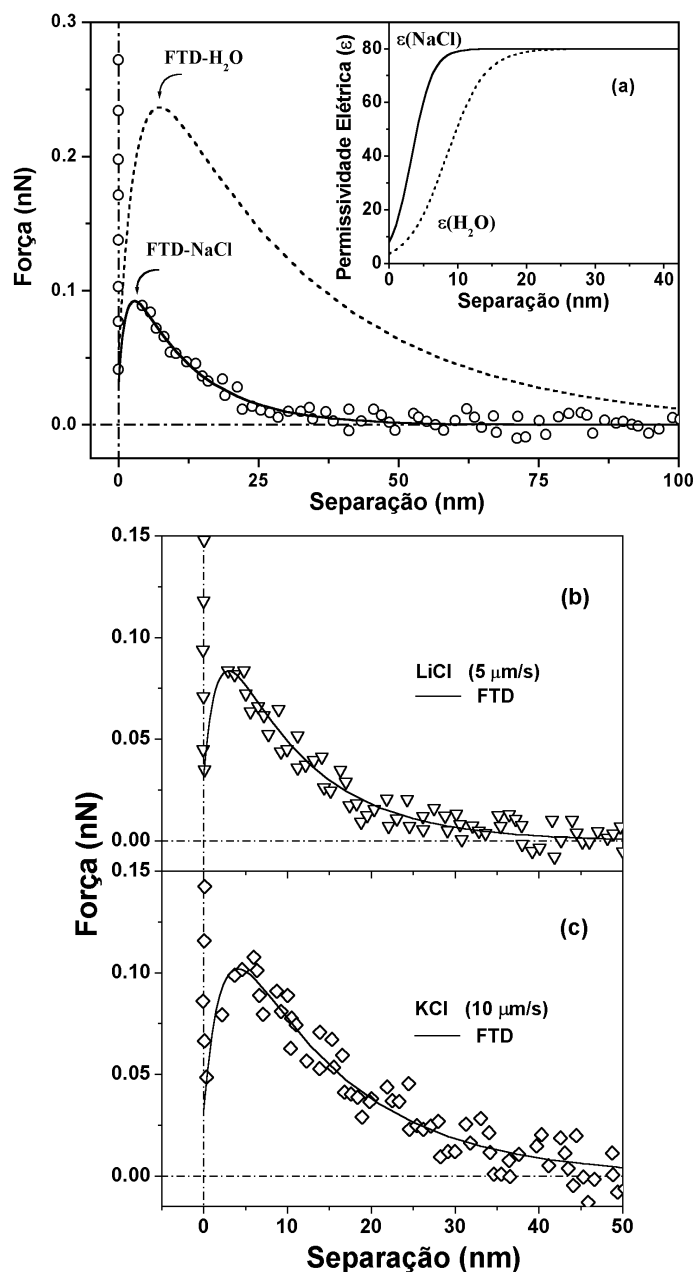 FTD-H₂O
FTD-NaCl
Força (nN)
0.3
0.2
0.1
0.0
0
25
50
75
100
Separação (nm)
Permissividade Elétrica (ε)
80
60
40
20
0
ε(NaCl)
(a)
ε(H₂O)
0
10
20
30
40
Separação (nm)
0.15
0.10
0.05
0.00
(b)
LiCl (5 μm/s)
FTD
Força (nN)
0.10
0.05
0.00
(c)
KCl (10 μm/s)
FTD
0
10
20
30
40
50
Separação (nm)